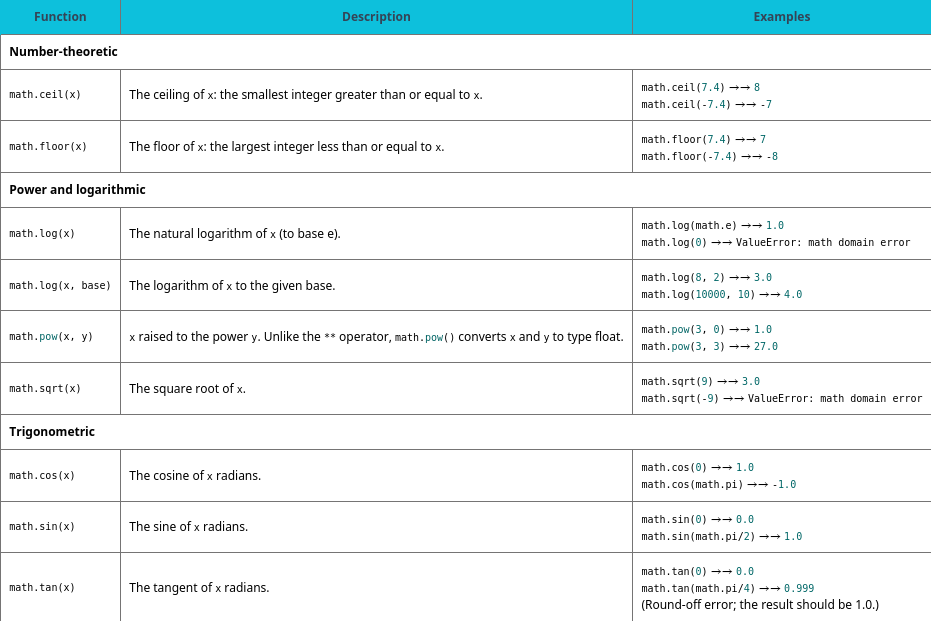 Function Description Examples
Number-theoretic
math.ceil(x) The ceiling of x: the smallest integer greater than or equal to x. math.ceil(7.4) →→ 8
math.ceil(-7.4) →→ -7
math.floor(x) The floor of x: the largest integer less than or equal to x. math.floor(7.4) →→ 7
math.floor(-7.4) →→ -8
Power and logarithmic
math.log(x) The natural logarithm of x (to base e). math.log(math.e) →→ 1.0
math.log(0) →→ ValueError: math domain error
math.log(x, base) The logarithm of x to the given base. math.log(8, 2) →→ 3.0
math.log(10000, 10) →→ 4.0
math.pow(x, y) x raised to the power y. Unlike the ** operator, math.pow() converts x and y to type float. math.pow(3, 0) →→ 1.0
math.pow(3, 3) →→ 27.0
math.sqrt(x) The square root of x. math.sqrt(9) →→ 3.0
math.sqrt(-9) →→ ValueError: math domain error
Trigonometric
math.cos(x) The cosine of x radians. math.cos(0) →→ 1.0
math.cos(math.pi) →→ -1.0
math.sin(x) The sine of x radians. math.sin(0) →→ 0.0
math.sin(math.pi/2) →→ 1.0
math.tan(x) The tangent of x radians. math.tan(0) →→ 0.0
math.tan(math.pi/4) →→ 0.999
(Round-off error; the result should be 1.0.)